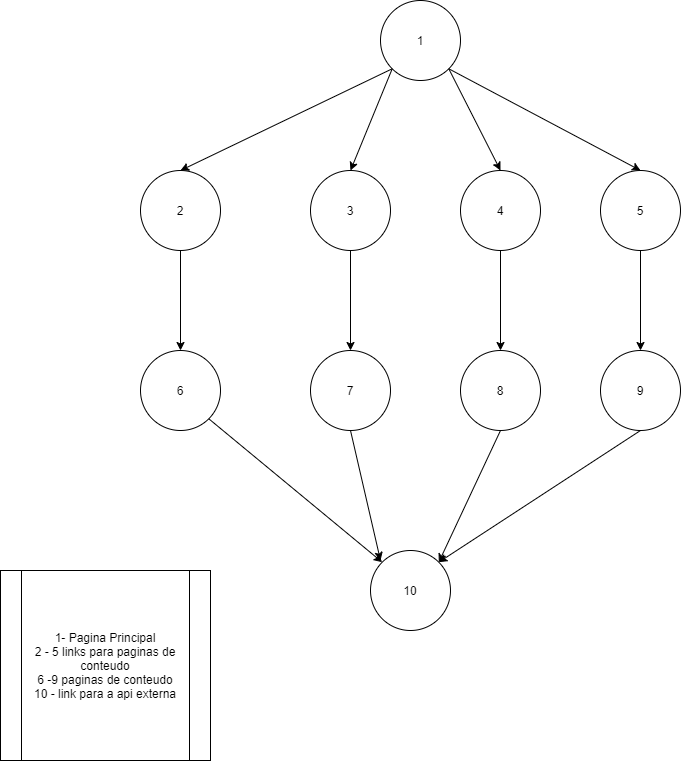 1
2
3
4
5
6
7
8
9
10
1- Pagina Principal
2 - 5 links para paginas de
conteudo
6 -9 paginas de conteudo
10 - link para a api externa